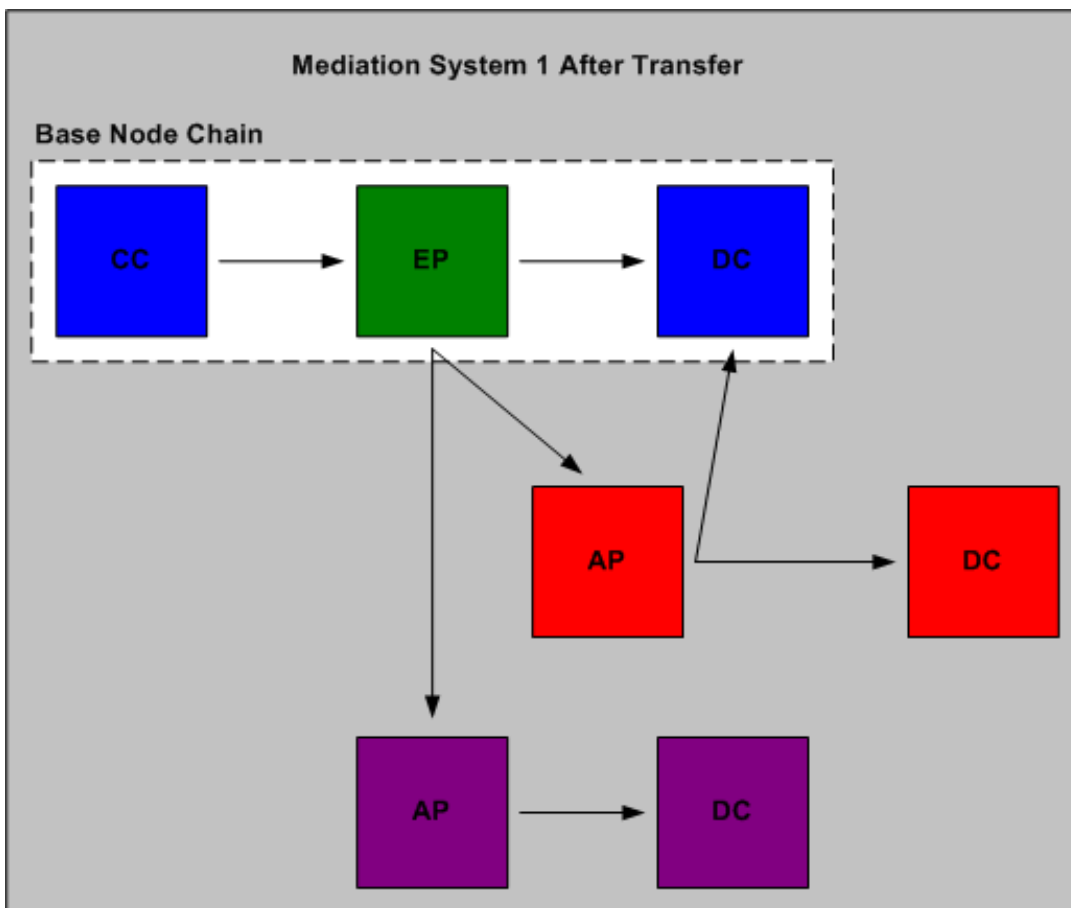 Mediation System 1 After Transfer
Base Node Chain
CC
EP
DC
AP
DC
AP
DC